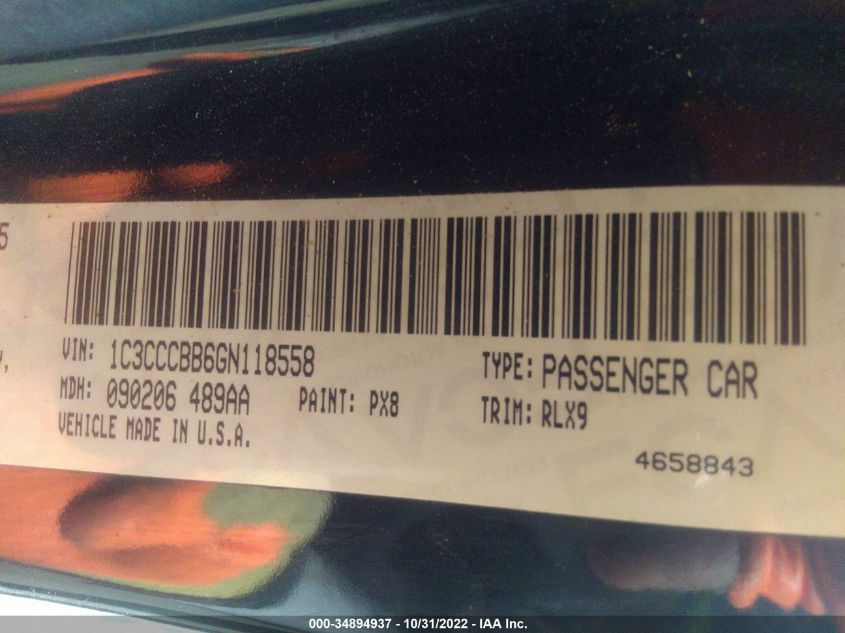 5
VIN: 1C3CCCBB6GN118558
TYPE: PASSENGER CAR
MDH: 090206 489AA
PAINT: PX8
TRIM: RLX9
VEHICLE MADE IN U.S.A.
4658843
000-34894937 - 10/31/2022 - IAA Inc.